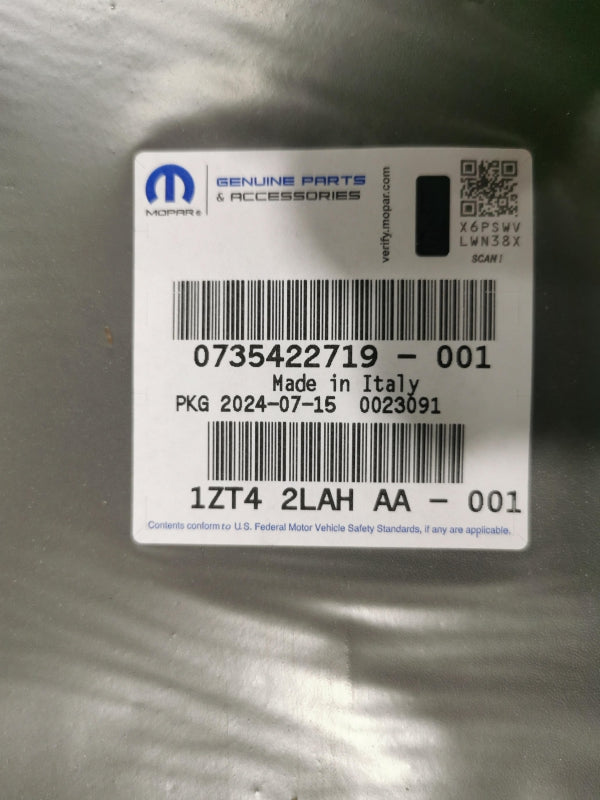 MOPAR®
GENUINE PARTS
& ACCESSORIES
verify.mopar.com
X6PSWV
LWN38X
SCAN!
0735422719 - 001
Made in Italy
PKG 2024-07-15 0023091
1ZT4 2LAH AA - 001
Contents conform to U.S. Federal Motor Vehicle Safety Standards, if any are applicable.